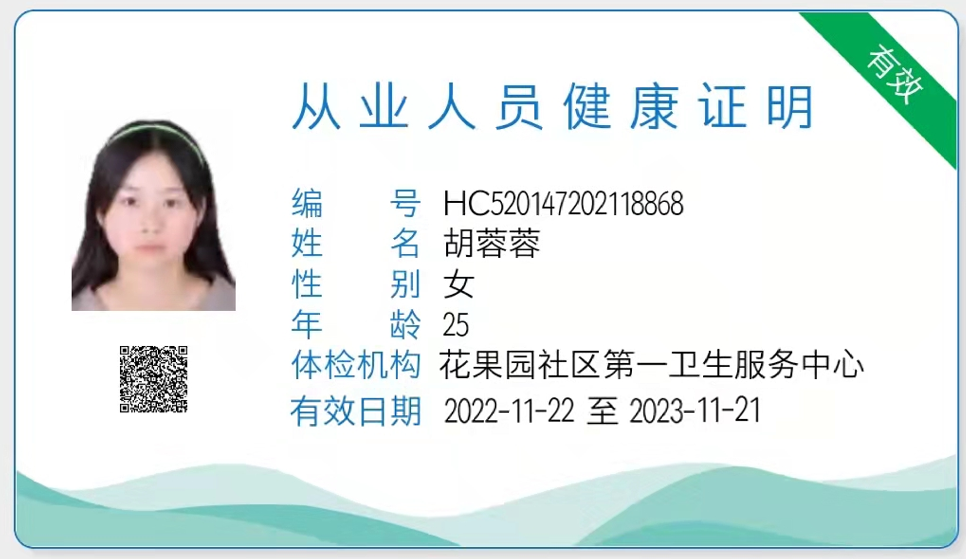 有效
从业人员健康证明
编号 HC520147202118868
姓名 胡蓉蓉
性别 女
年龄 25
体检机构 花果园社区第一卫生服务中心
有效日期 2022-11-22 至 2023-11-21